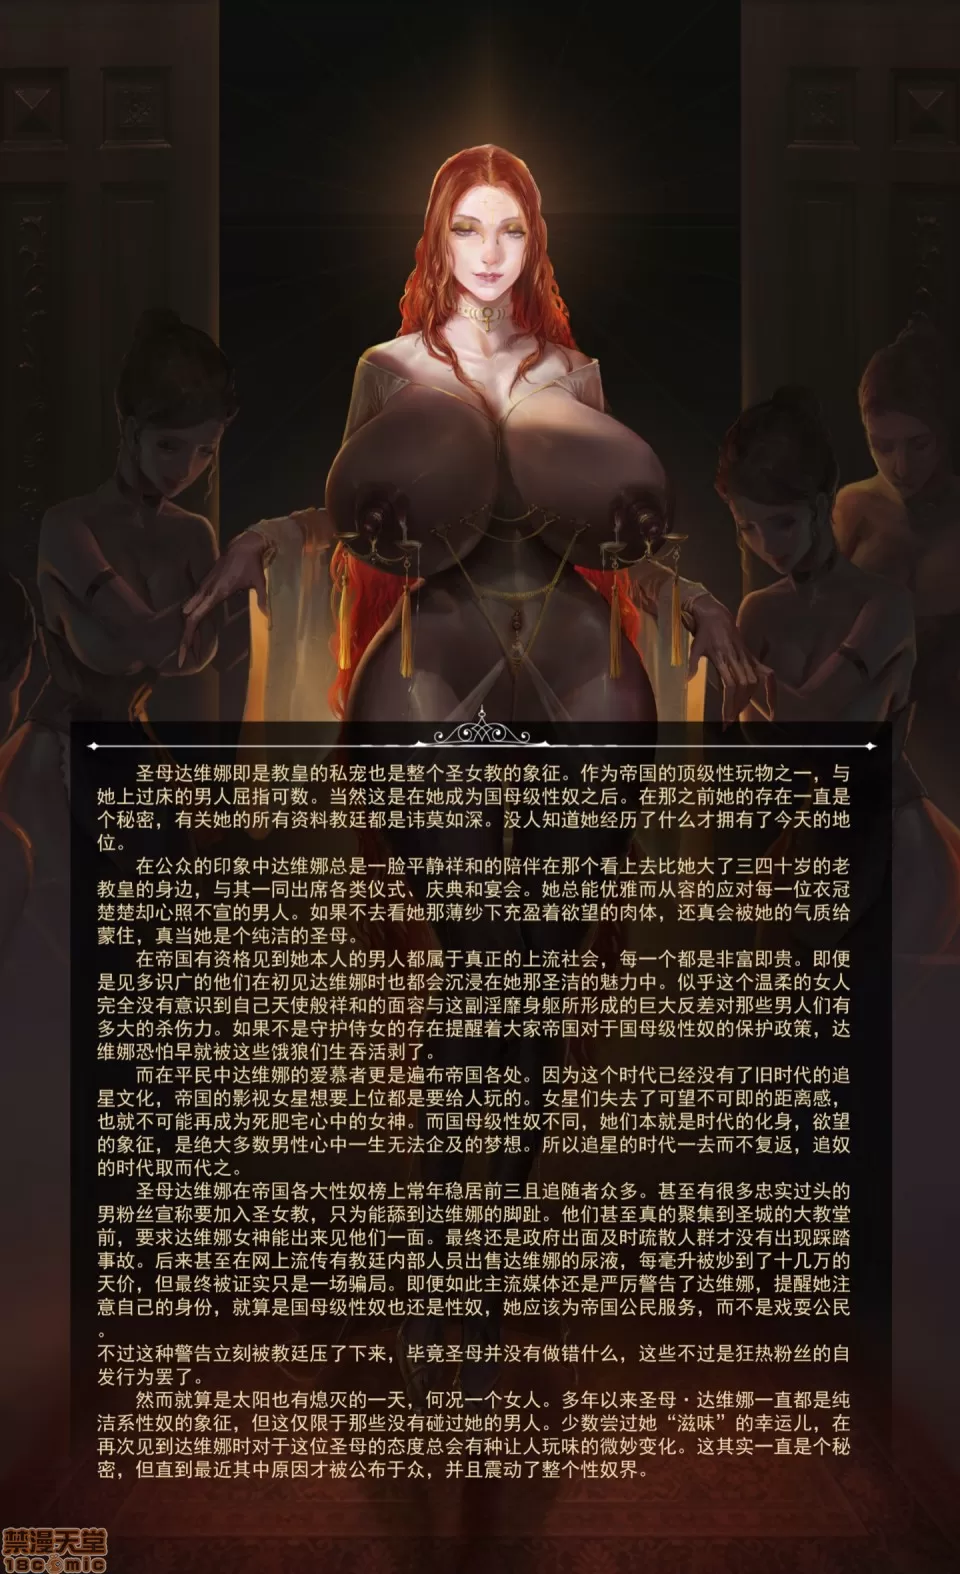 圣母达维娜即是教皇的私宠也是整个圣女教的象征。作为帝国的顶级性玩物之一，与
她上过床的男人屈指可数。当然这是在她成为国母级性奴之后。在那之前她的存在一直是
个秘密，有关她的所有资料教廷都是讳莫如深。没人知道她经历了什么才拥有了今天的地
位。
在公众的印象中达维娜总是一脸平静祥和的陪伴在那个看上去比她大了三四十岁的老
教皇的身边，与其一同出席各类仪式、庆典和宴会。她总能优雅而从容的应对每一位衣冠
楚楚却心照不宣的男人。如果不去看她那薄纱下充盈着欲望的肉体，还真会被她的气质给
蒙住，真当她是个纯洁的圣母。
在帝国有资格见到她本人的男人都属于真正的上流社会，每一个都是非富即贵。即便
是见多识广的他们在初见达维娜时也都会沉浸在她那圣洁的魅力中。似乎这个温柔的女人
完全没有意识到自己天使般祥和的面容与这副淫靡身躯所形成的巨大反差对那些男人们有
多大的杀伤力。如果不是守护侍女的存在提醒着大家帝国对于国母级性奴的保护政策，达
维娜恐怕早就被这些饿狼们生吞活剥了。
而在平民中达维娜的爱慕者更是遍布帝国各处。因为这个时代已经没有了旧时代的追
星文化，帝国的影视女星想要上位都是要给人玩的。女星们失去了可望不可即的距离感，
也就不可能再成为死肥宅心中的女神。而国母级性奴不同，她们本就是时代的化身，欲望
的象征，是绝大多数男性心中一生无法企及的梦想。所以追星的时代一去而不复返，追奴
的时代取而代之。
圣母达维娜在帝国各大性奴榜上常年稳居前三且追随者众多。甚至有很多忠实过头的
男粉丝宣称要加入圣女教，只为能舔到达维娜的脚趾。他们甚至真的聚集到圣城的大教堂
前，要求达维娜女神能出来见他们一面。最终还是政府出面及时疏散人群才没有出现踩踏
事故。后来甚至在网上流传有教廷内部人员出售达维娜的尿液，每毫升被炒到了十几万的
天价，但最终被证实只是一场骗局。即便如此主流媒体还是严厉警告了达维娜，提醒她注
意自己的身份，就算是国母级性奴也还是性奴，她应该为帝国公民服务，而不是戏耍公民
。
不过这种警告立刻被教廷压了下来，毕竟圣母并没有做错什么，这些不过是狂热粉丝的自
发行为罢了。
然而就算是太阳也有熄灭的一天，何况一个女人。多年以来圣母·达维娜一直都是纯
洁系性奴的象征，但这仅限于那些没有碰过她的男人。少数尝过她“滋味”的幸运儿，在
再次见到达维娜时对于这位圣母的态度总会有种让人玩味的微妙变化。这其实一直是个秘
密，但直到最近其中原因才被公布于众，并且震动了整个性奴界。
禁漫天堂
18comic